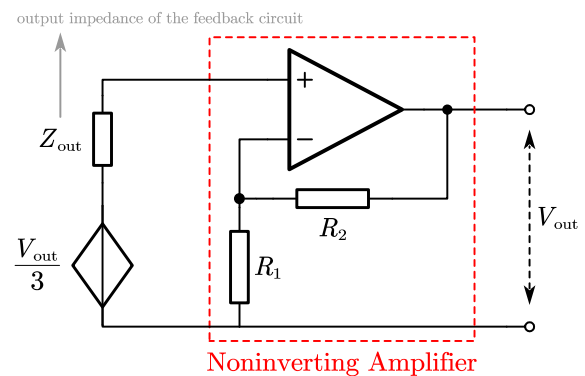 output impedance of the feedback circuit
+
Z_out
−
R_2
V_out
V_out
3
R_1
Noninverting Amplifier